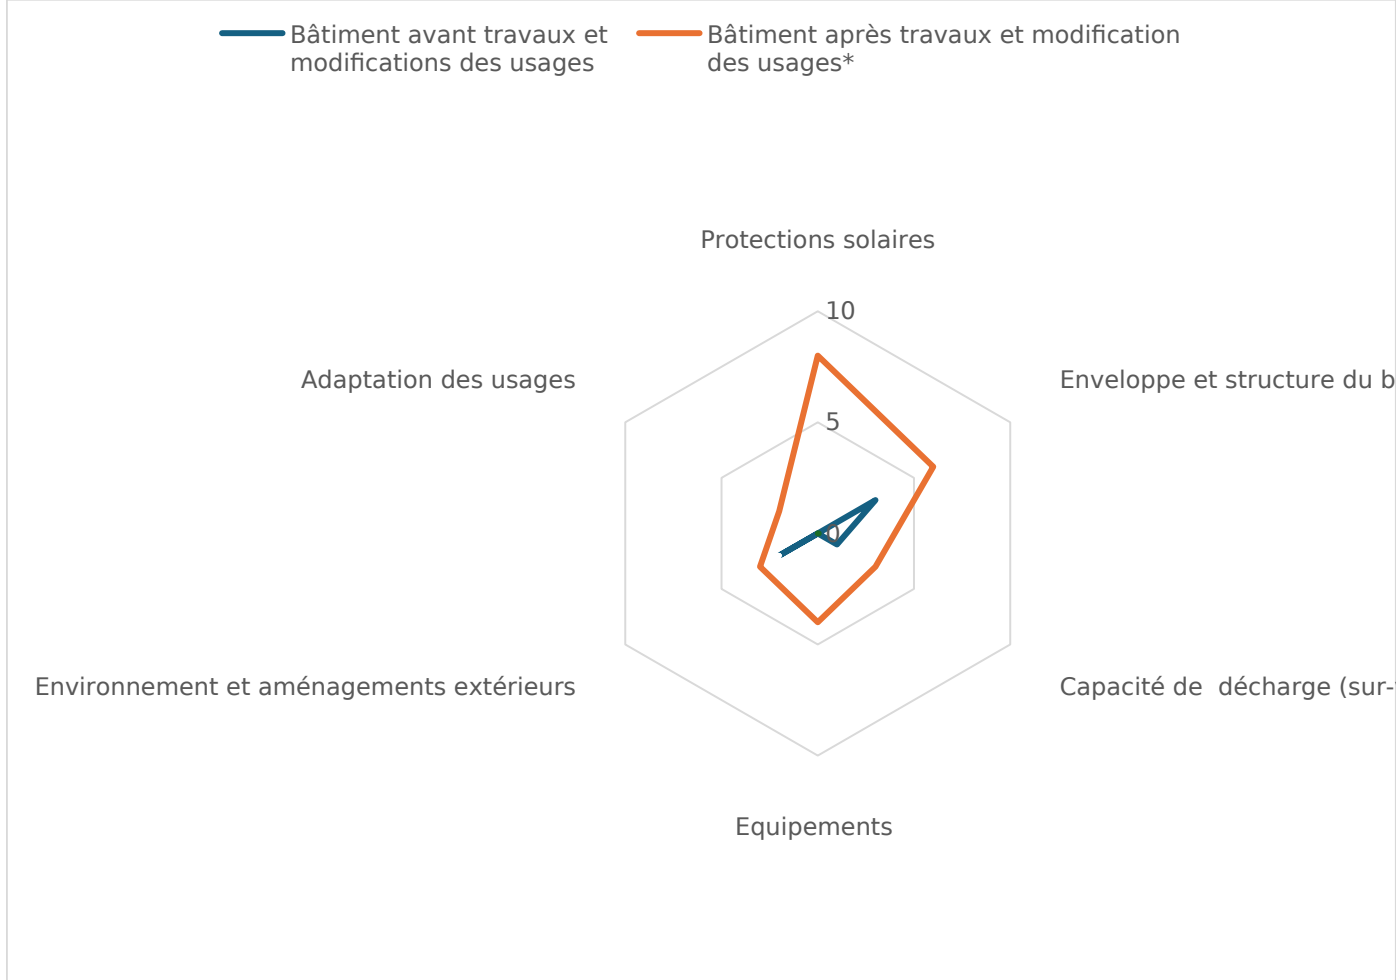 Bâtiment avant travaux et
modifications des usages
Bâtiment après travaux et modification
des usages*
Protections solaires
10
Adaptation des usages
Enveloppe et structure du b
5
0
Environnement et aménagements extérieurs
Capacité de  décharge (sur-
Equipements